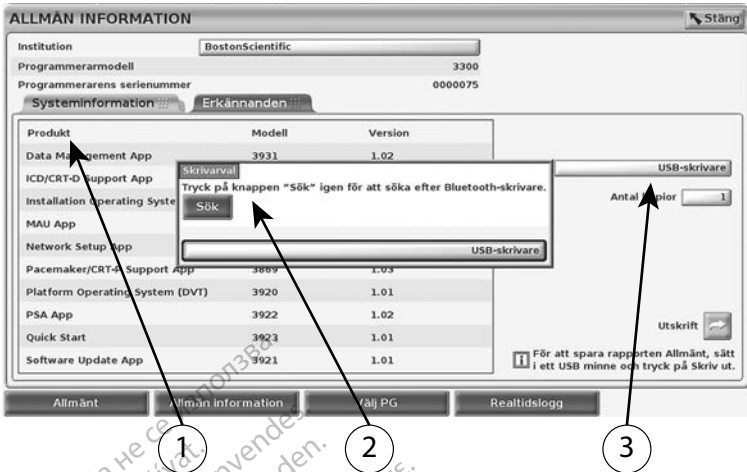 ALLMÄN INFORMATION
Stäng
Institution BostonScientific
Programmerarmodell 3300
Programmerarens serienummer 0000075
Systeminformation Erkännanden
Produkt Modell Version
Data Management App 3931 1.02
USB-skrivare
ICD/CRT-D Support App
Skrivarval
Tryck på knappen "Sök" igen för att söka efter Bluetooth-skrivare.
Sök
USB-skrivare
Antal kopior 1
Installation Operating Syste
MAU App
Network Setup App
Pacemaker/CRT-P Support App 3869 1.03
Platform Operating System (DVT) 3920 1.01
PSA App 3922 1.02
Quick Start 3923 1.01
Software Update App 3921 1.01
Utskrift
För att spara rapporten Allmänt, sätt
i ett USB minne och tryck på Skriv ut.
Allmänt Allmän information Välj PG Realtidslogg
1 2 3